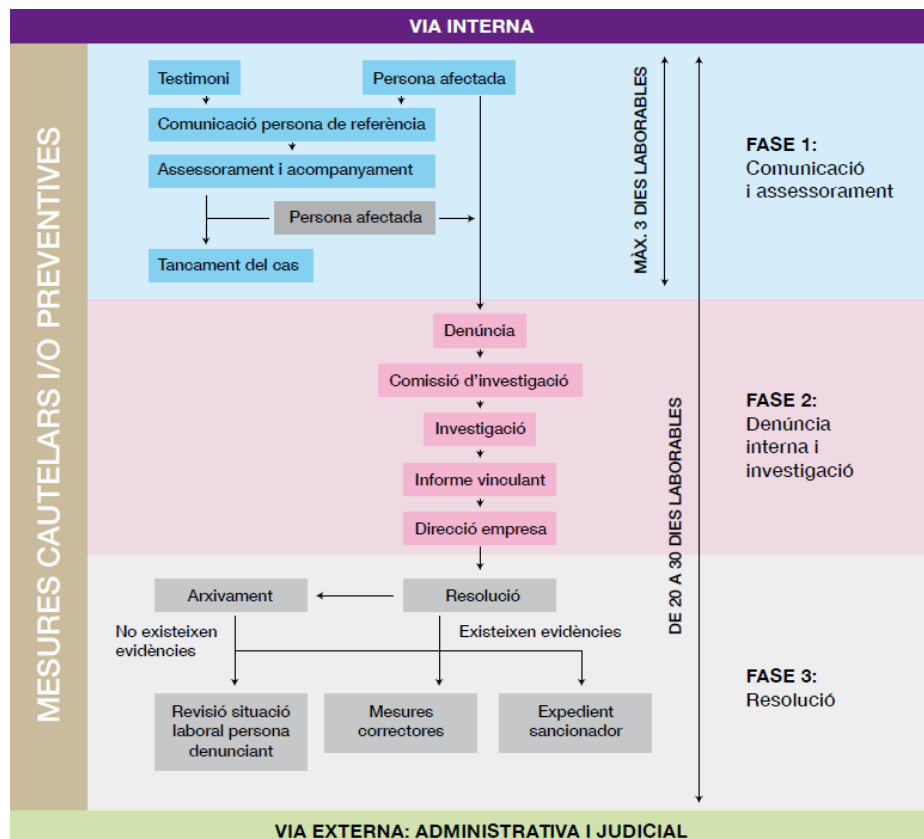 VIA INTERNA
MESURES CAUTELARS I/O PREVENTIVES
Testimoni
Persona afectada
Comunicació persona de referència
Assessorament i acompanyament
Persona afectada
Tancament del cas
MÀX. 3 DIES LABORABLES
FASE 1:
Comunicació
i assessorament
Denúncia
Comissió d'investigació
Investigació
Informe vinculant
Direcció empresa
DE 20 A 30 DIES LABORABLES
FASE 2:
Denúncia
interna i
investigació
Arxivament
Resolució
No existeixen
evidències
Existeixen evidències
Revisió situació
laboral persona
denunciant
Mesures
correctores
Expedient
sancionador
FASE 3:
Resolució
VIA EXTERNA: ADMINISTRATIVA I JUDICIAL